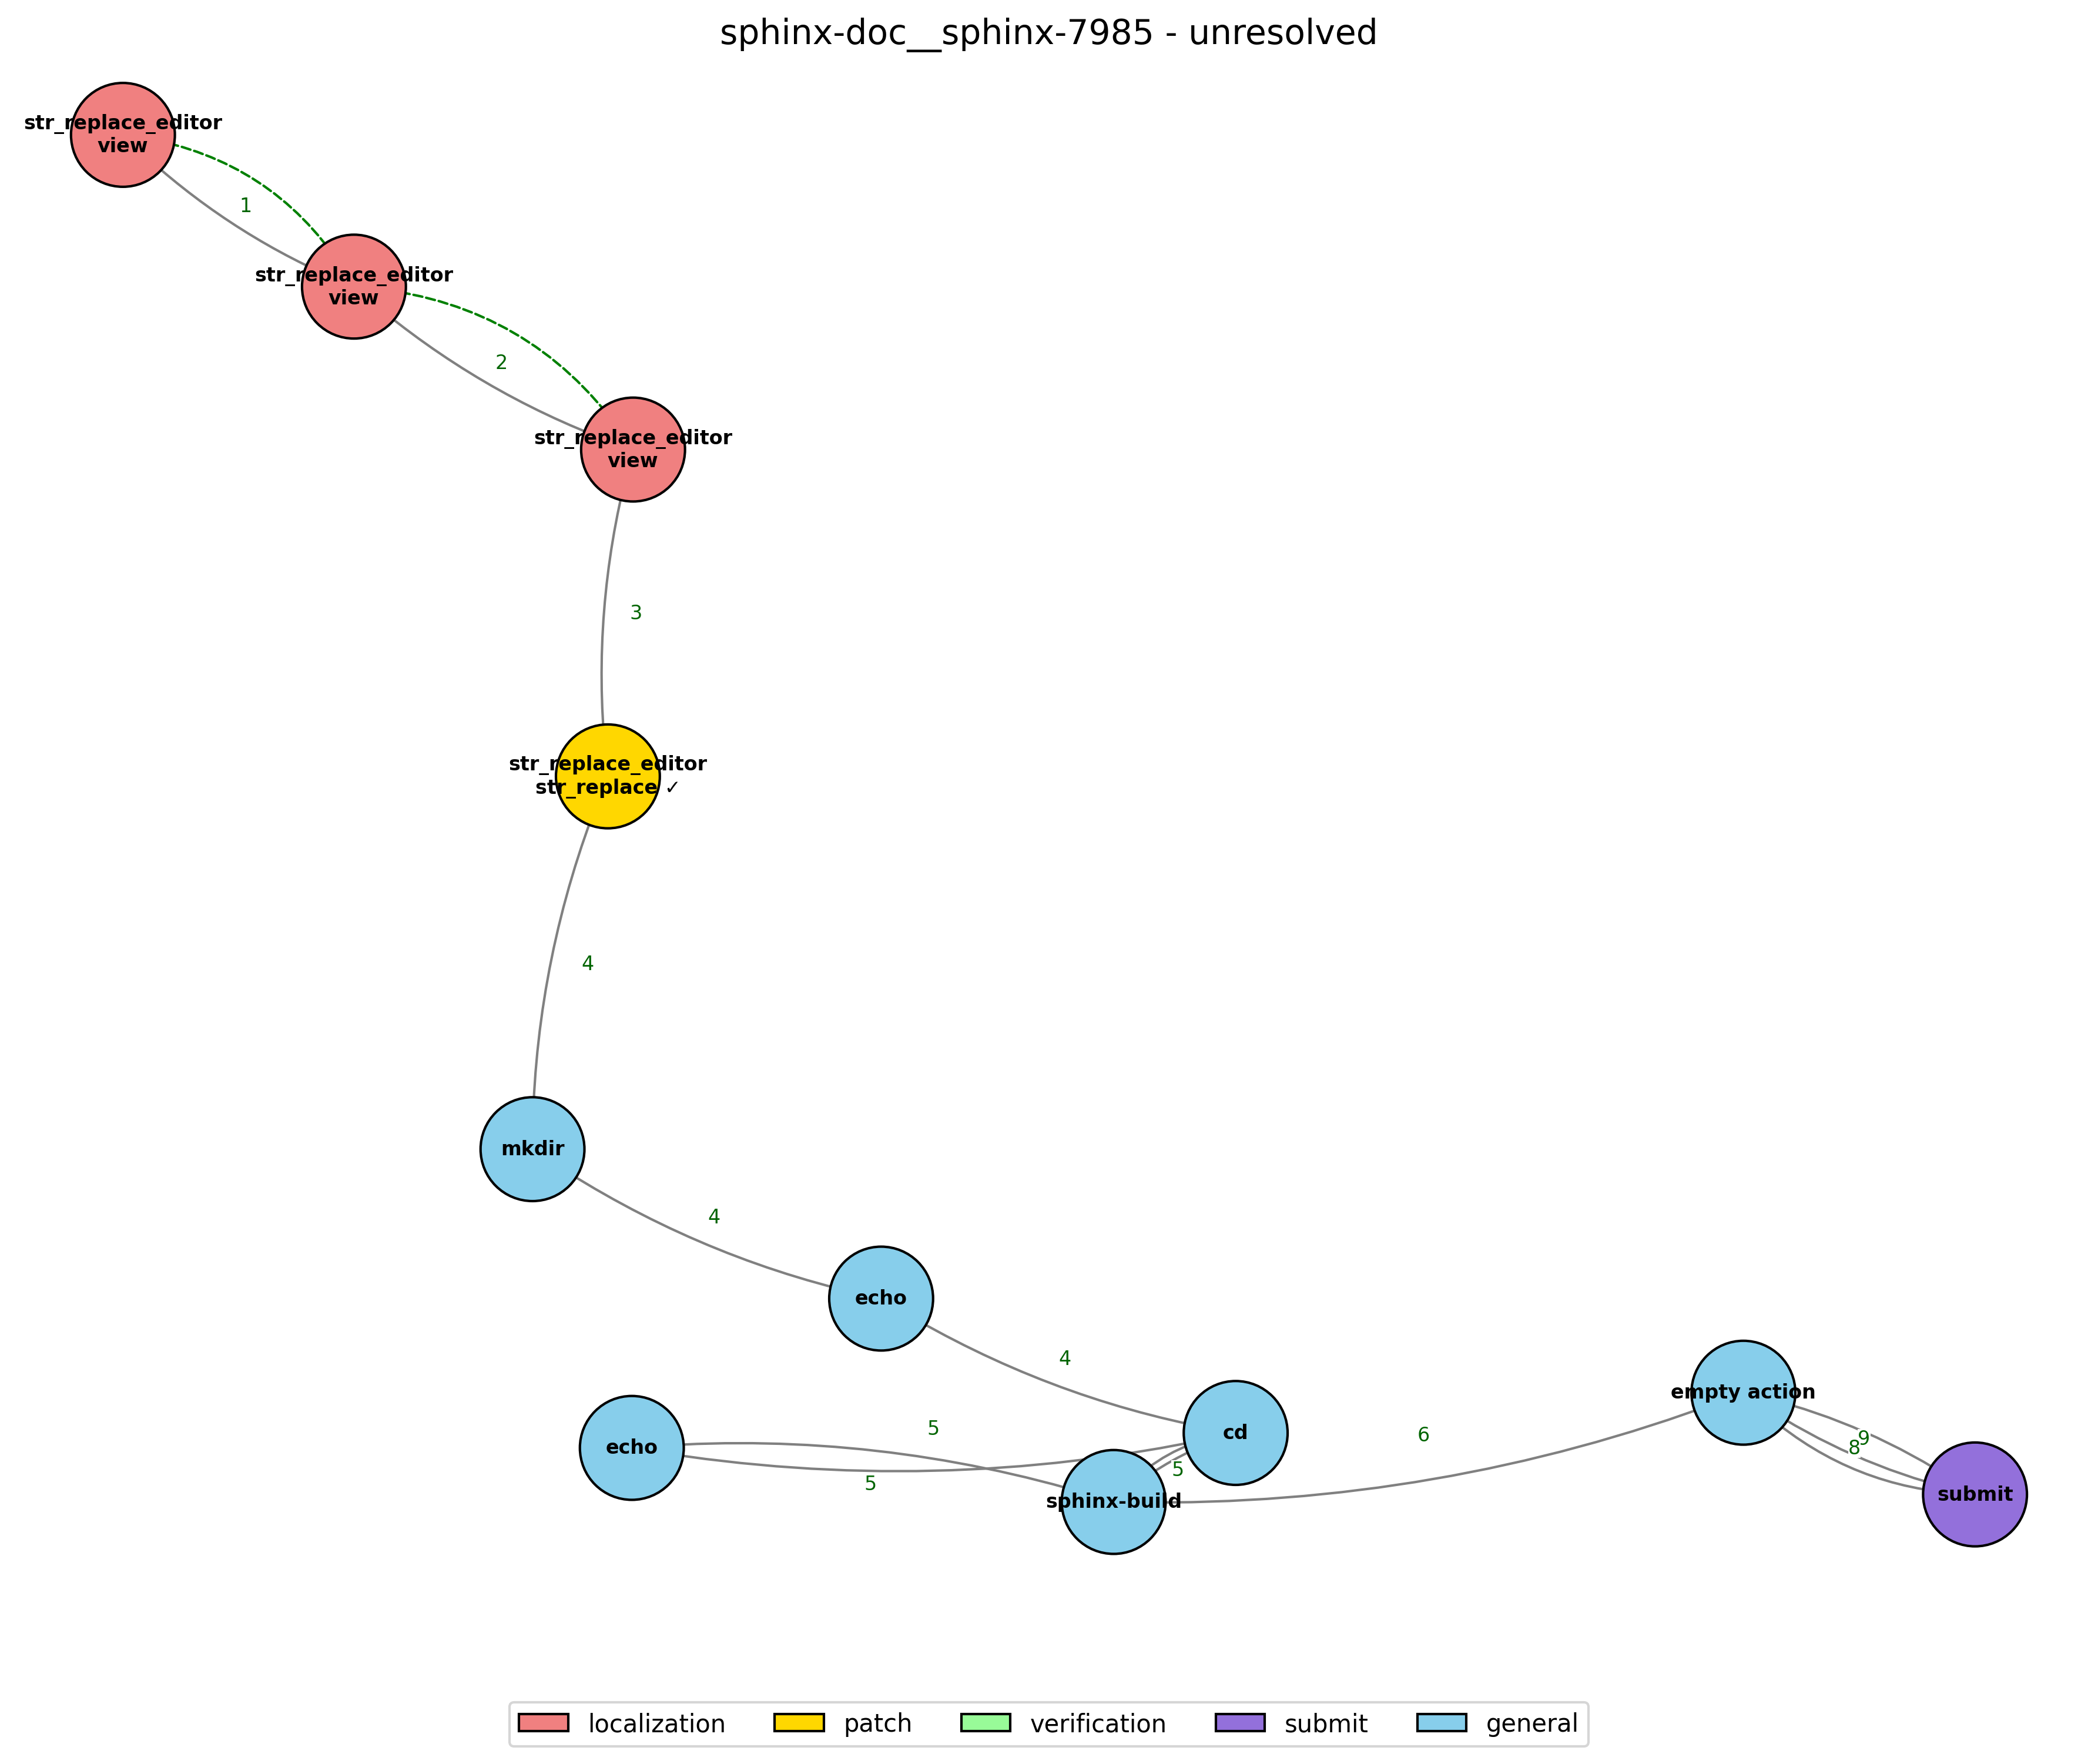 sphinx-doc__sphinx-7985 - unresolved
str_replace_editor
view
1
str_replace_editor
view
2
str_replace_editor
view
3
str_replace_editor
str_replace ✓
4
mkdir
4
echo
4
cd
empty action
echo
5
5
5
sphinx-build
6
9
8
submit
localization
patch
verification
submit
general